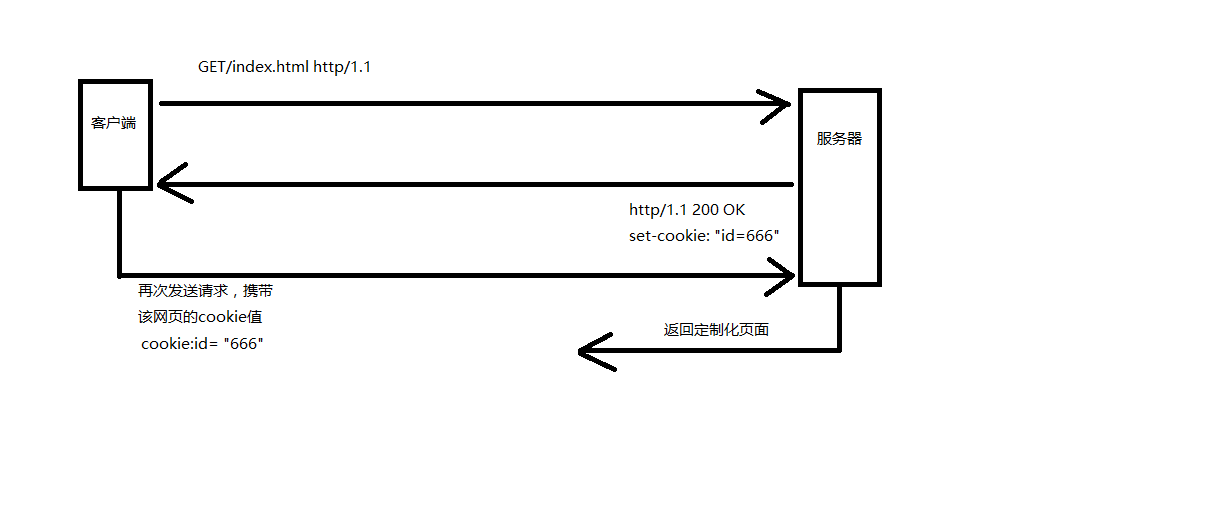 GET/index.html http/1.1
客户端
服务器
http/1.1 200 OK
set-cookie: "id=666"
再次发送请求，携带
该网页的cookie值
cookie:id= "666"
返回定制化页面